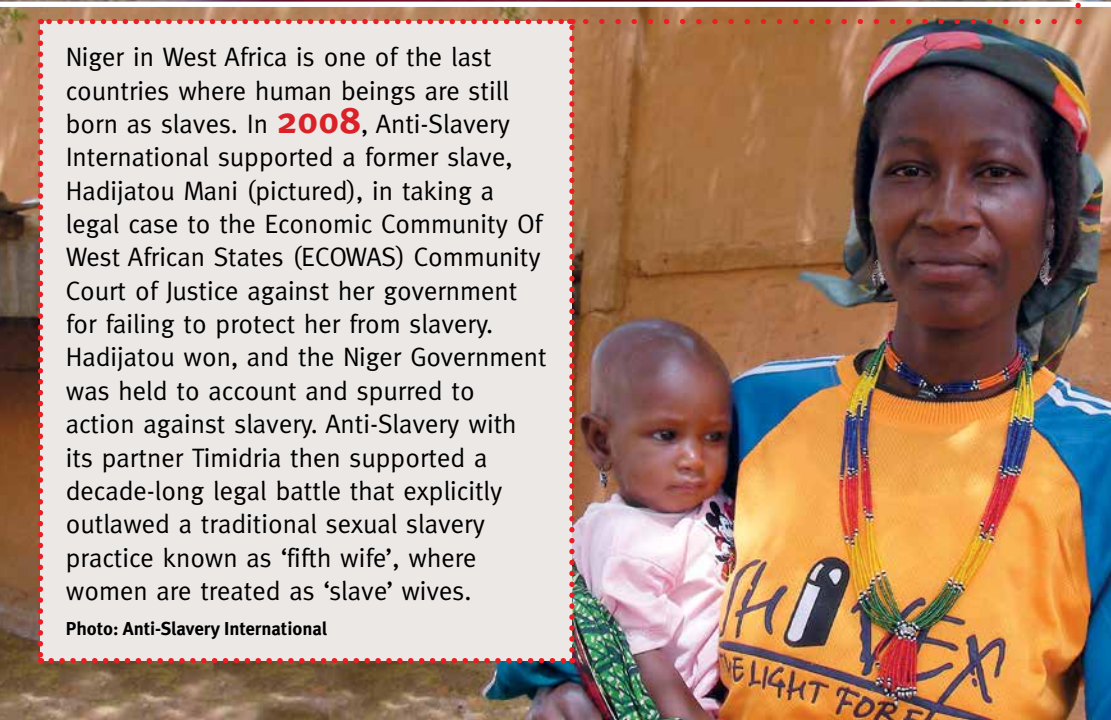 Niger in West Africa is one of the last
countries where human beings are still
born as slaves. In 2008, Anti-Slavery
International supported a former slave,
Hadijatou Mani (pictured), in taking a
legal case to the Economic Community Of
West African States (ECOWAS) Community
Court of Justice against her government
for failing to protect her from slavery.
Hadijatou won, and the Niger Government
was held to account and spurred to
action against slavery. Anti-Slavery with
its partner Timidria then supported a
decade-long legal battle that explicitly
outlawed a traditional sexual slavery
practice known as ‘fifth wife’, where
women are treated as ‘slave’ wives.
Photo: Anti-Slavery International
LIGHT